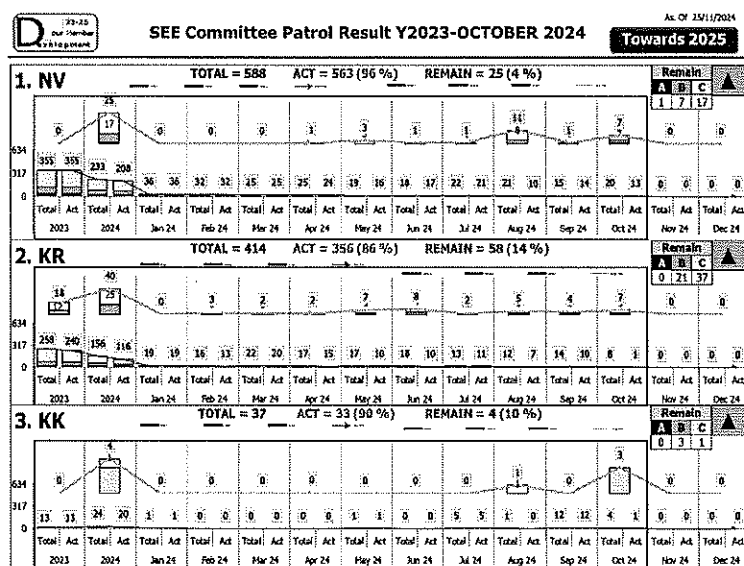 As. Of 25/11/2024
SEE Committee Patrol Result Y2023-OCTOBER 2024
Towards 2025
1. NV
TOTAL = 588 ACT = 563 (96 %) REMAIN = 25 (4 %)
Remain
A B C
1 7 17
0 25 0 0 0 1 3 1 1 11 1 7 0 0
17 8
634
317
0
355 355 233 208 36 36 32 32 25 25 25 24 19 16 18 17 22 21 21 10 15 14 20 13 0 0 0 0
Total Act Total Act Total Act Total Act Total Act Total Act Total Act Total Act Total Act Total Act Total Act Total Act Total Act Total Act
2023 2024 Jan 24 Feb 24 Mar 24 Apr 24 May 24 Jun 24 Jul 24 Aug 24 Sep 24 Oct 24 Nov 24 Dec 24
2. KR
TOTAL = 414 ACT = 356 (86 %) REMAIN = 58 (14 %)
Remain
A B C
0 21 37
18 40 0 3 2 2 7 8 2 5 4 7 0 0
12 25
634
317
0
258 240 156 116 19 19 16 13 22 20 17 15 17 10 18 10 13 11 12 7 14 10 8 1 0 0 0 0
Total Act Total Act Total Act Total Act Total Act Total Act Total Act Total Act Total Act Total Act Total Act Total Act Total Act Total Act
2023 2024 Jan 24 Feb 24 Mar 24 Apr 24 May 24 Jun 24 Jul 24 Aug 24 Sep 24 Oct 24 Nov 24 Dec 24
3. KK
TOTAL = 37 ACT = 33 (90 %) REMAIN = 4 (10 %)
Remain
A B C
0 3 1
0 4 0 0 0 0 0 0 0 1 0 3 0 0
634
317
0
13 13 24 20 1 1 0 0 0 0 0 0 1 1 0 0 5 5 1 0 12 12 4 1 0 0 0 0
Total Act Total Act Total Act Total Act Total Act Total Act Total Act Total Act Total Act Total Act Total Act Total Act Total Act Total Act
2023 2024 Jan 24 Feb 24 Mar 24 Apr 24 May 24 Jun 24 Jul 24 Aug 24 Sep 24 Oct 24 Nov 24 Dec 24